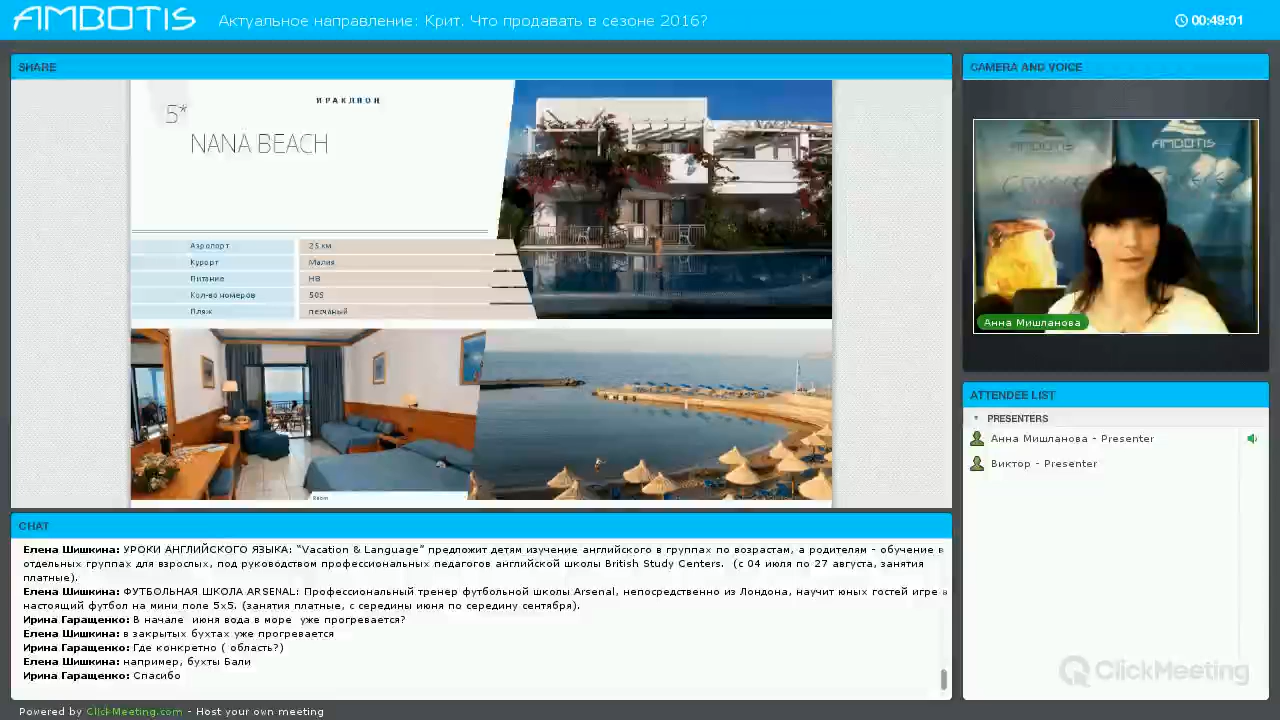 AMBOTIS
Актуальное направление: Крит. Что продавать в сезоне 2016?
00:49:01
SHARE
ИРАКЛИОН
5*
NANA BEACH
Аэропорт 25 км
Курорт Малия
Питание HB
Кол-во номеров 505
Пляж песчаный
Room
CAMERA AND VOICE
AMBOTIS
AMBOTIS
Анна Мишланова
ATTENDEE LIST
PRESENTERS
Анна Мишланова - Presenter
Виктор - Presenter
ClickMeeting
CHAT
Елена Шишкина: УРОКИ АНГЛИЙСКОГО ЯЗЫКА: "Vacation & Language" предложит детям изучение английского в группах по возрастам, а родителям - обучение в
отдельных группах для взрослых, под руководством профессиональных педагогов английской школы British Study Centers. (с 04 июля по 27 августа, занятия
платные).
Елена Шишкина: ФУТБОЛЬНАЯ ШКОЛА ARSENAL: Профессиональный тренер футбольной школы Arsenal, непосредственно из Лондона, научит юных гостей игре в
настоящий футбол на мини поле 5x5. (занятия платные, с середины июня по середину сентября).
Ирина Гаращенко: В начале июня вода в море уже прогревается?
Елена Шишкина: в закрытых бухтах уже прогревается
Ирина Гаращенко: Где конкретно ( область?)
Елена Шишкина: например, бухты Бали
Ирина Гаращенко: Спасибо
Powered by ClickMeeting.com - Host your own meeting